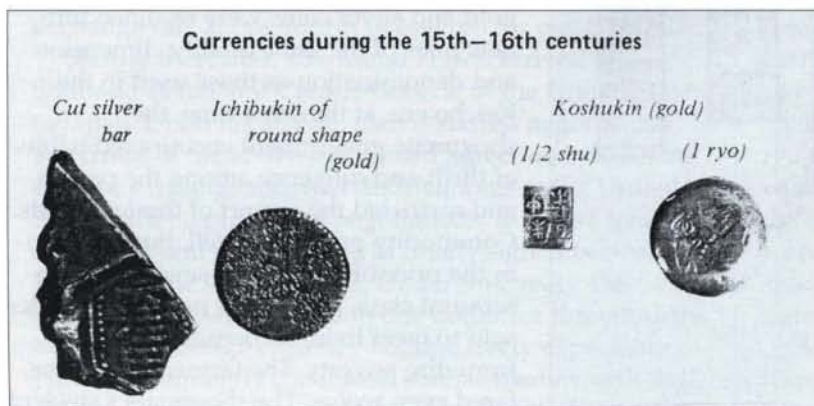 Currencies during the 15th–16th centuries
Cut silver
bar
Ichibukin of
round shape
(gold)
Koshukin (gold)
(1/2 shu)
(1 ryo)